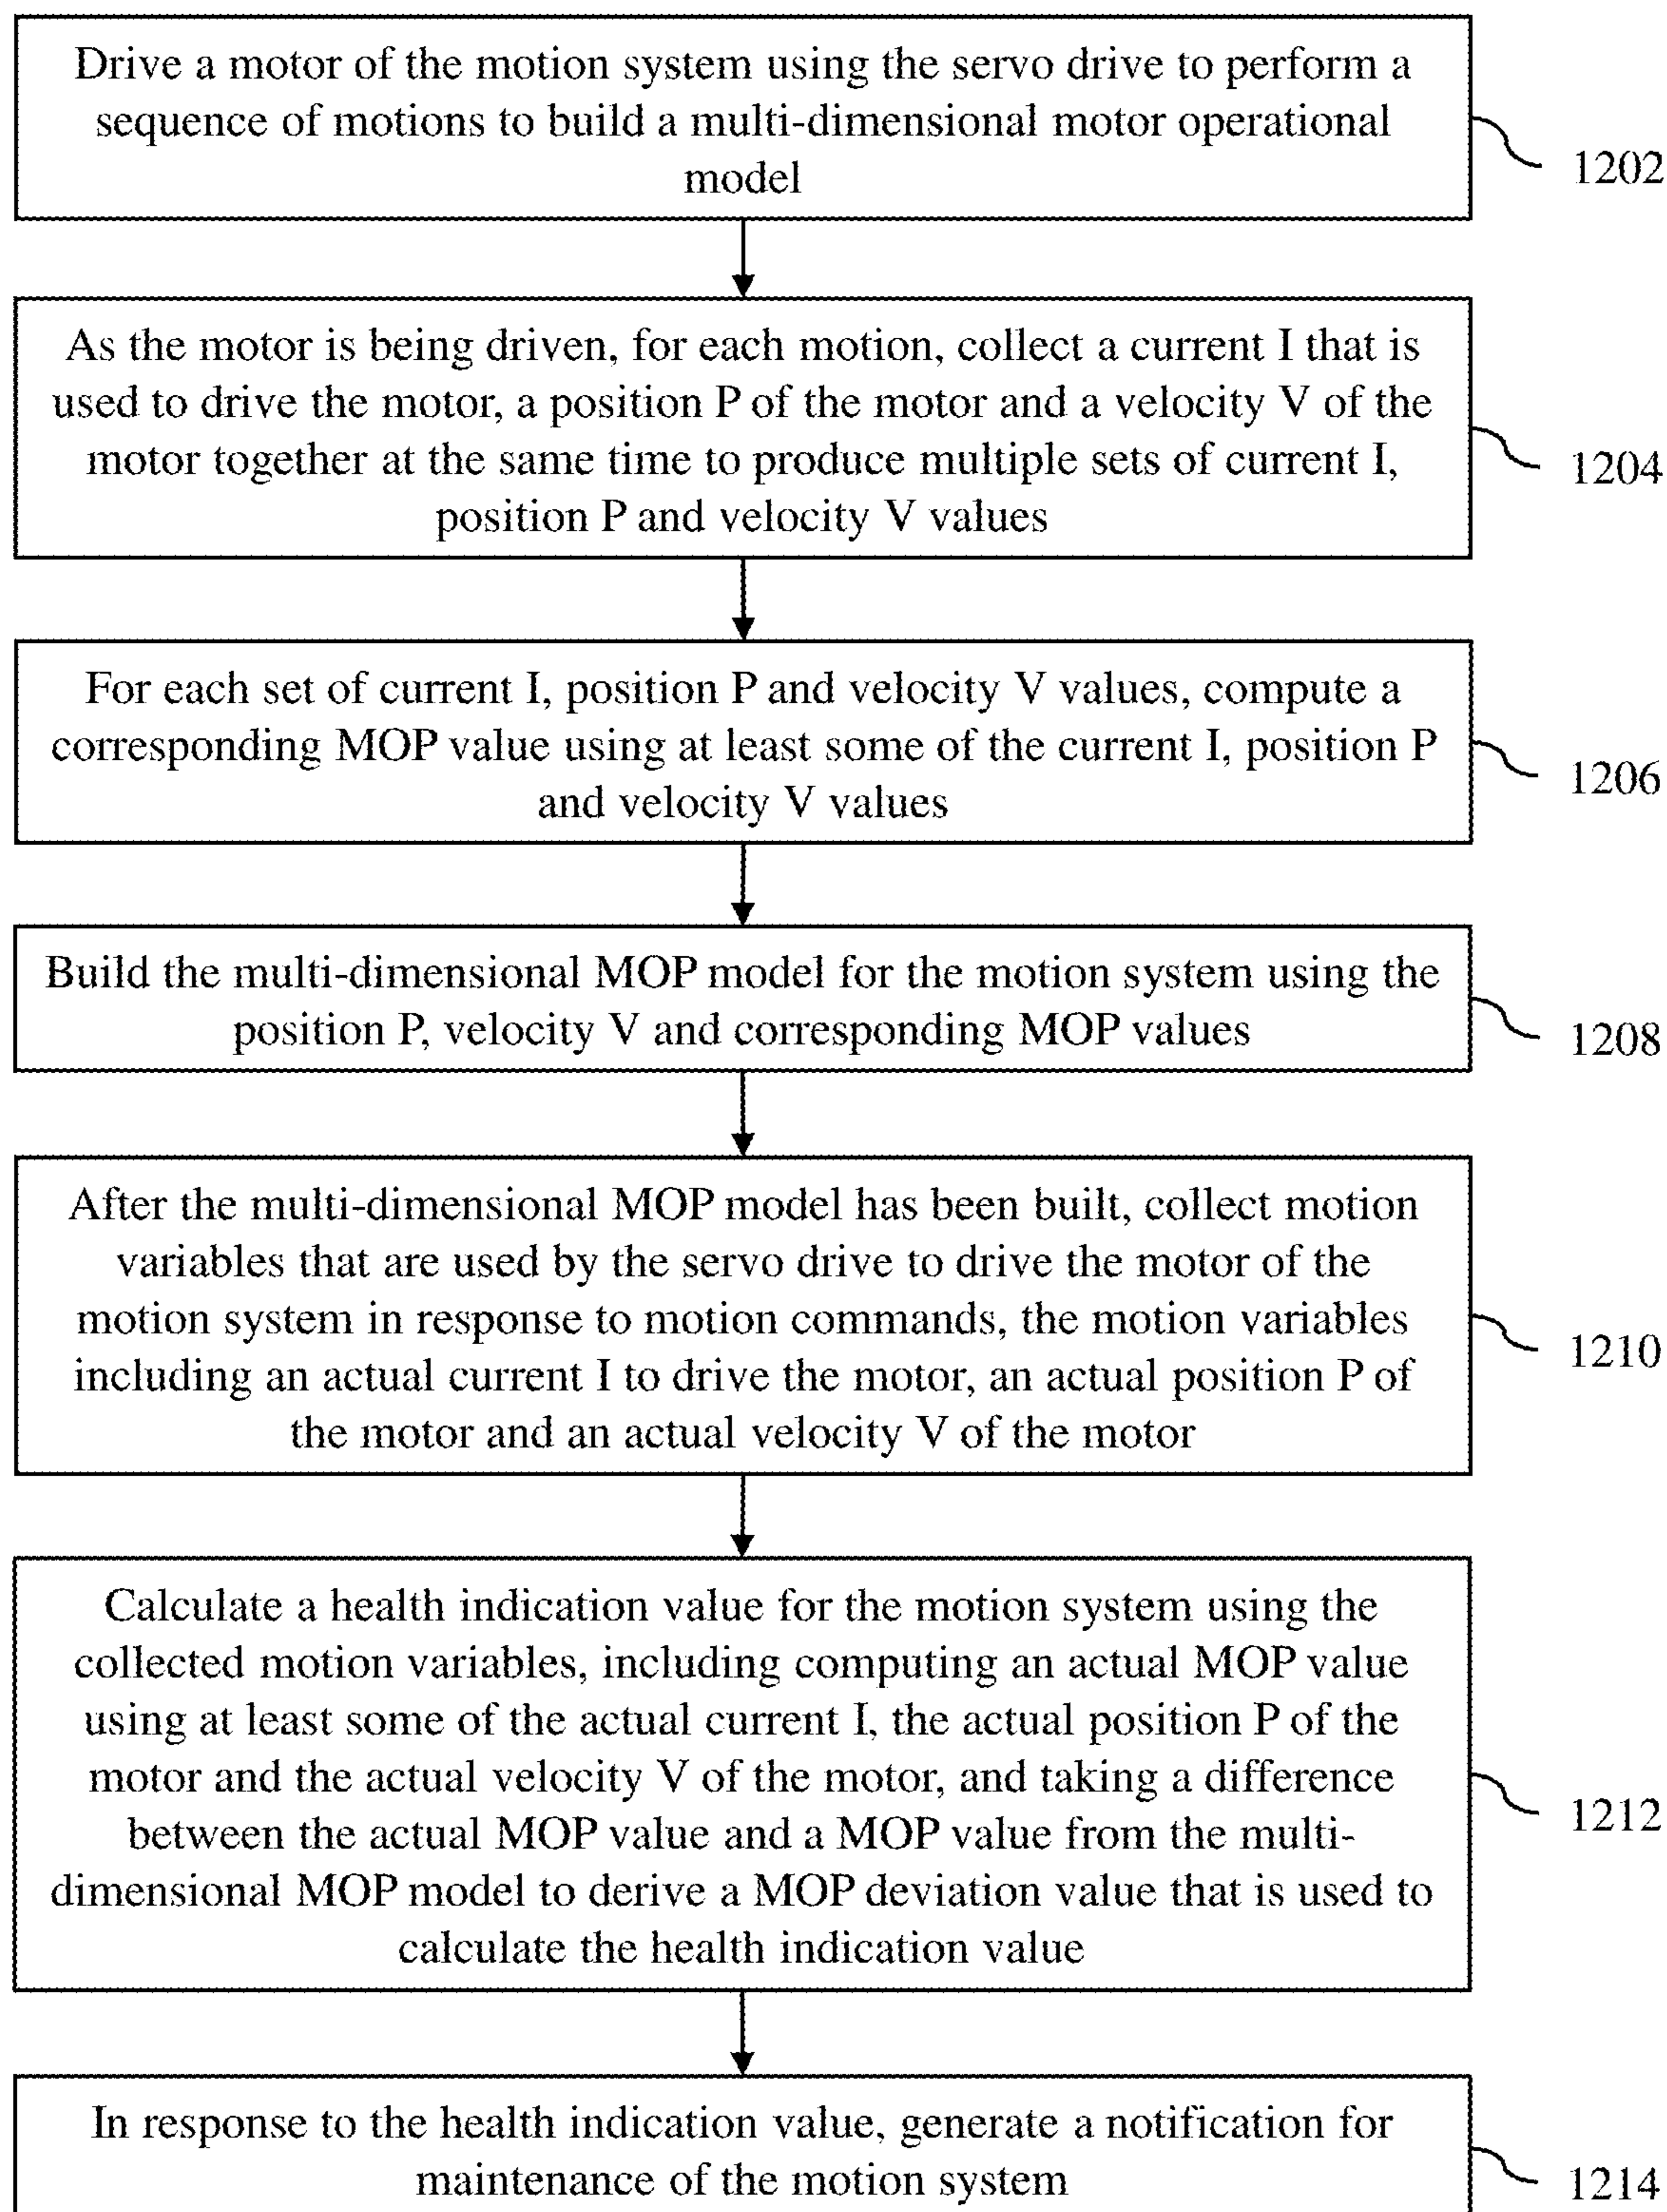 Drive a motor of the motion system using the servo drive to perform a
sequence of motions to build a multi-dimensional motor operational
model
1202
As the motor is being driven, for each motion, collect a current I that is
used to drive the motor, a position P of the motor and a velocity V of the
motor together at the same time to produce multiple sets of current I,
position P and velocity V values
1204
For each set of current I, position P and velocity V values, compute a
corresponding MOP value using at least some of the current I, position P
and velocity V values
1206
Build the multi-dimensional MOP model for the motion system using the
position P, velocity V and corresponding MOP values
1208
After the multi-dimensional MOP model has been built, collect motion
variables that are used by the servo drive to drive the motor of the
motion system in response to motion commands, the motion variables
including an actual current I to drive the motor, an actual position P of
the motor and an actual velocity V of the motor
1210
Calculate a health indication value for the motion system using the
collected motion variables, including computing an actual MOP value
using at least some of the actual current I, the actual position P of the
motor and the actual velocity V of the motor, and taking a difference
between the actual MOP value and a MOP value from the multi-
dimensional MOP model to derive a MOP deviation value that is used to
calculate the health indication value
1212
In response to the health indication value, generate a notification for
maintenance of the motion system
1214